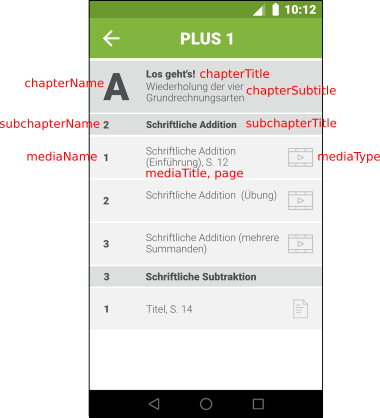 10:12
PLUS 1
chapterName
A
Los geht's! chapterTitle
Wiederholung der vier
Grundrechnungsarten
chapterSubtitle
subchapterName 2 Schriftliche Addition subchapterTitle
mediaName 1 Schriftliche Addition
(Einführung), S. 12
mediaType
mediaTitle, page
2 Schriftliche Addition (Übung)
3 Schriftliche Addition (mehrere
Summanden)
3 Schriftliche Subtraktion
1 Titel, S. 14